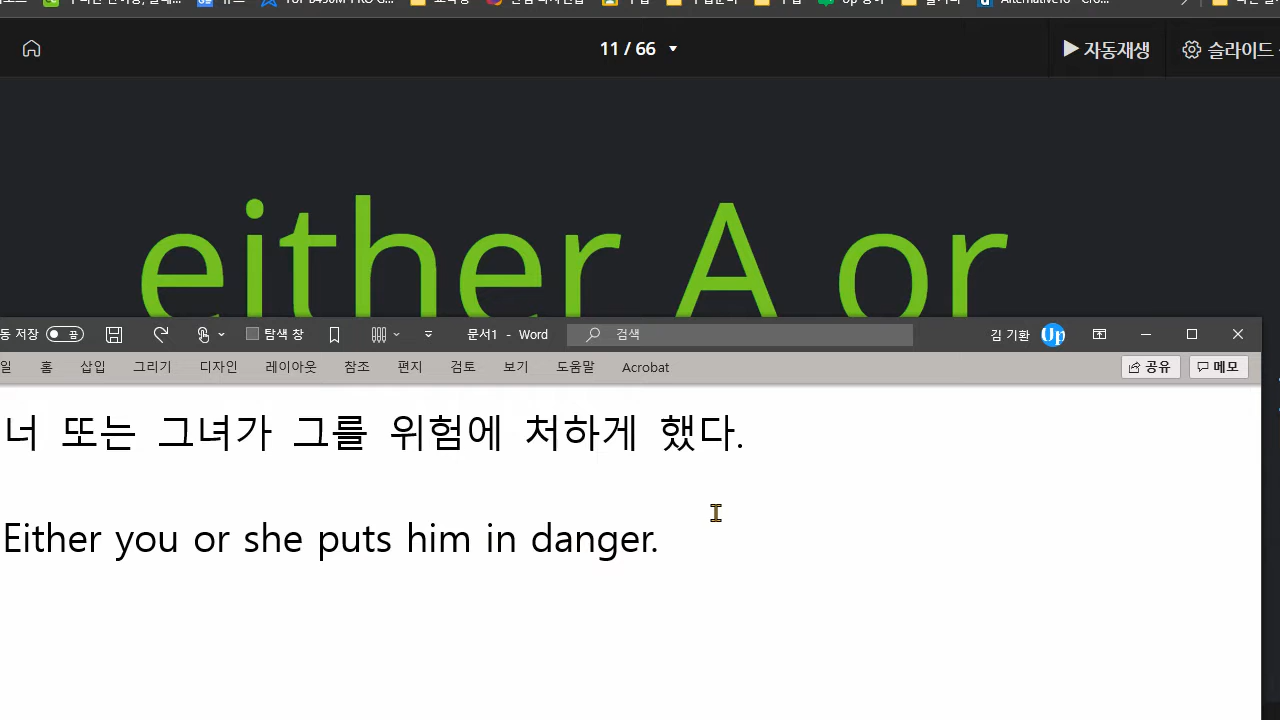 11 / 66
자동재생
슬라이드
either A or
동 저장
탐색 창
문서1 - Word
검색
김 기환
Up
일 홈 삽입 그리기 디자인 레이아웃 참조 편지 검토 보기 도움말 Acrobat
공유
메모
너 또는 그녀가 그를 위험에 처하게 했다.
Either you or she puts him in danger.